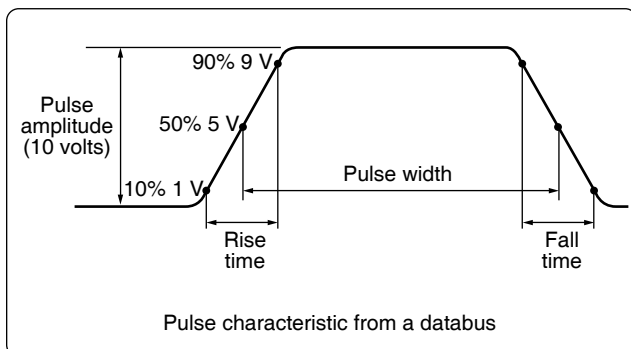 90% 9 V
Pulse
amplitude
(10 volts)
50% 5 V
10% 1 V
Pulse width
Rise
time
Fall
time
Pulse characteristic from a databus